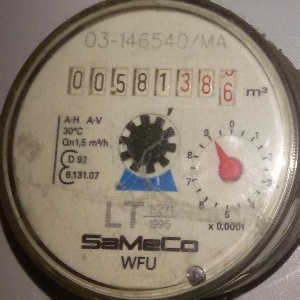 03-146540/MA
00581386 m³
A-H A-V
30°C
Qn1,5 m³/h
D 92
6.131.07
LT
1995
SaMeCo
WFU
x 0,0001